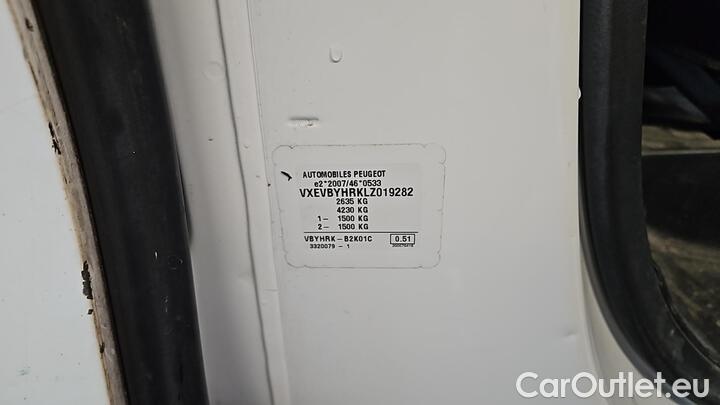 AUTOMOBILES PEUGEOT
e2*2007/46*0533
VXEVBYHRKLZ019282
2635 KG
4230 KG
1- 1500 KG
2- 1500 KG
VBYHRK-B2K01C 0.51
3320079 - 1
CarOutlet.eu